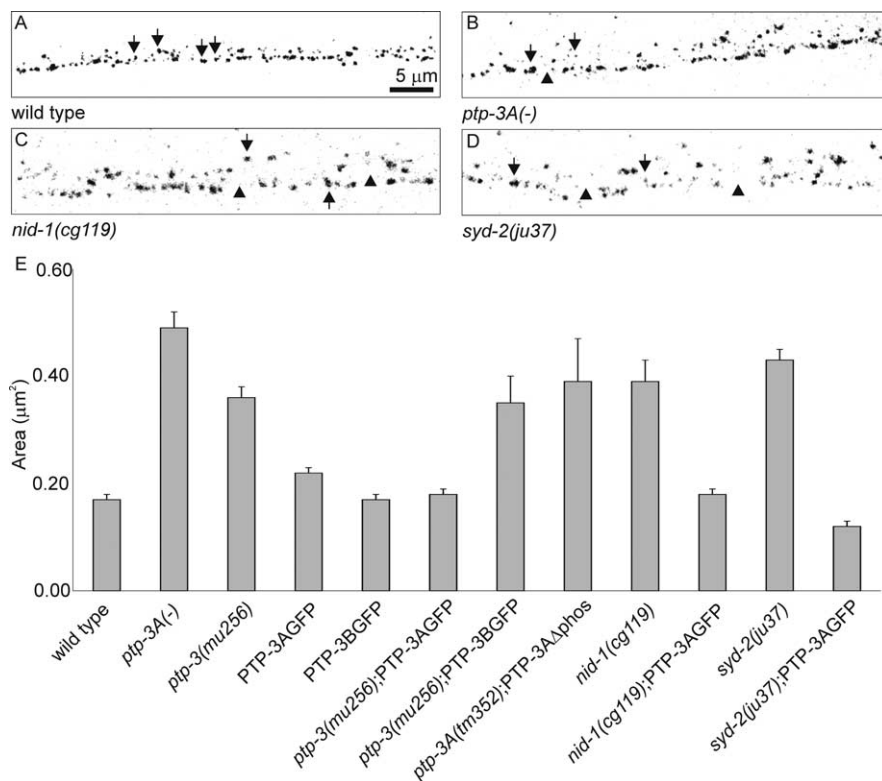 A
5 μm
wild type
B
ptp-3A(-)
C
nid-1(cg119)
D
syd-2(ju37)
E
0.60
0.40
0.20
0.00
Area (μm²)
wild type
ptp-3A(-)
ptp-3(mu256)
PTP-3AGFP
PTP-3BGFP
ptp-3(mu256);PTP-3AGFP
ptp-3(mu256);PTP-3BGFP
ptp-3A(tm352);PTP-3AΔphos
nid-1(cg119)
nid-1(cg119);PTP-3AGFP
syd-2(ju37)
syd-2(ju37);PTP-3AGFP